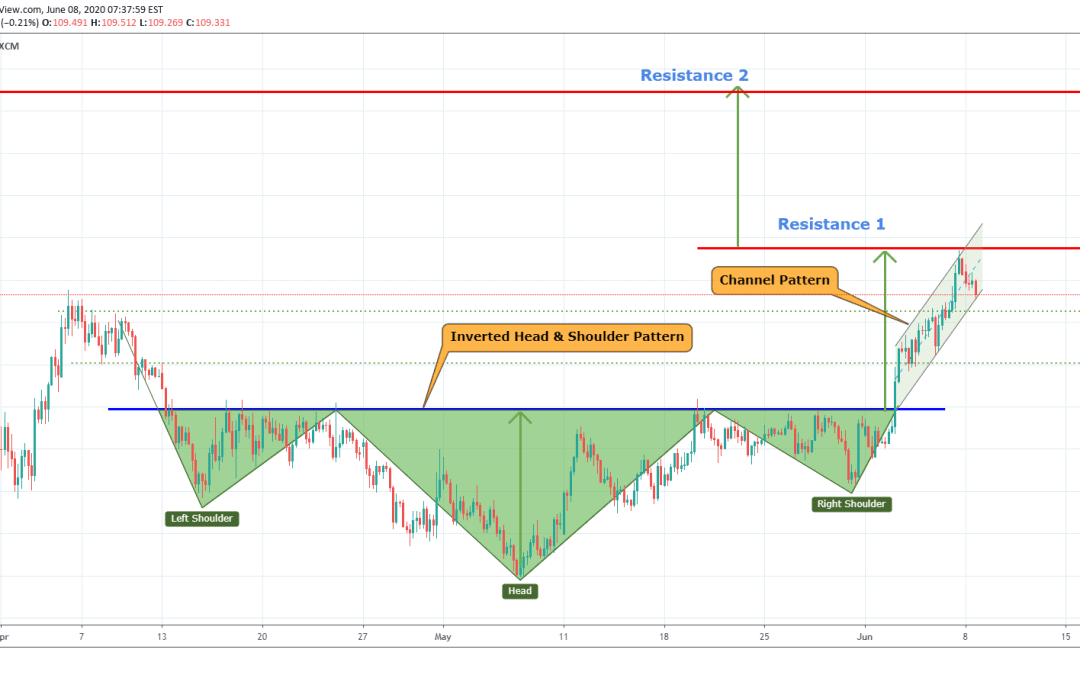 View.com, June 08, 2020 07:37:59 EST
(−0.21%) O:109.491 H:109.512 L:109.269 C:109.331
XCM
Resistance 2
Resistance 1
Channel Pattern
Inverted Head & Shoulder Pattern
Left Shoulder
Right Shoulder
Head
pr 7 13 20 27 May 11 18 25 Jun 8 15